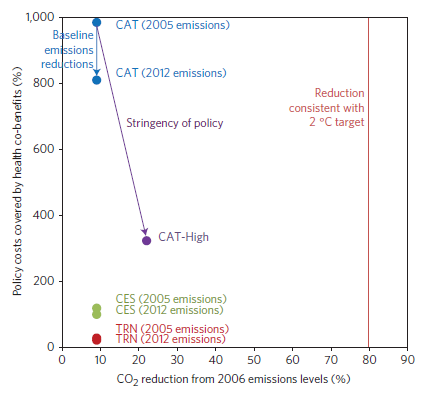 1,000
800
600
400
200
0
Policy costs covered by health co-benefits (%)
CAT (2005 emissions)
Baseline
emissions
reductions
CAT (2012 emissions)
Stringency of policy
Reduction
consistent with
2 °C target
CAT-High
CES (2005 emissions)
CES (2012 emissions)
TRN (2005 emissions)
TRN (2012 emissions)
0 10 20 30 40 50 60 70 80 90
CO₂ reduction from 2006 emissions levels (%)